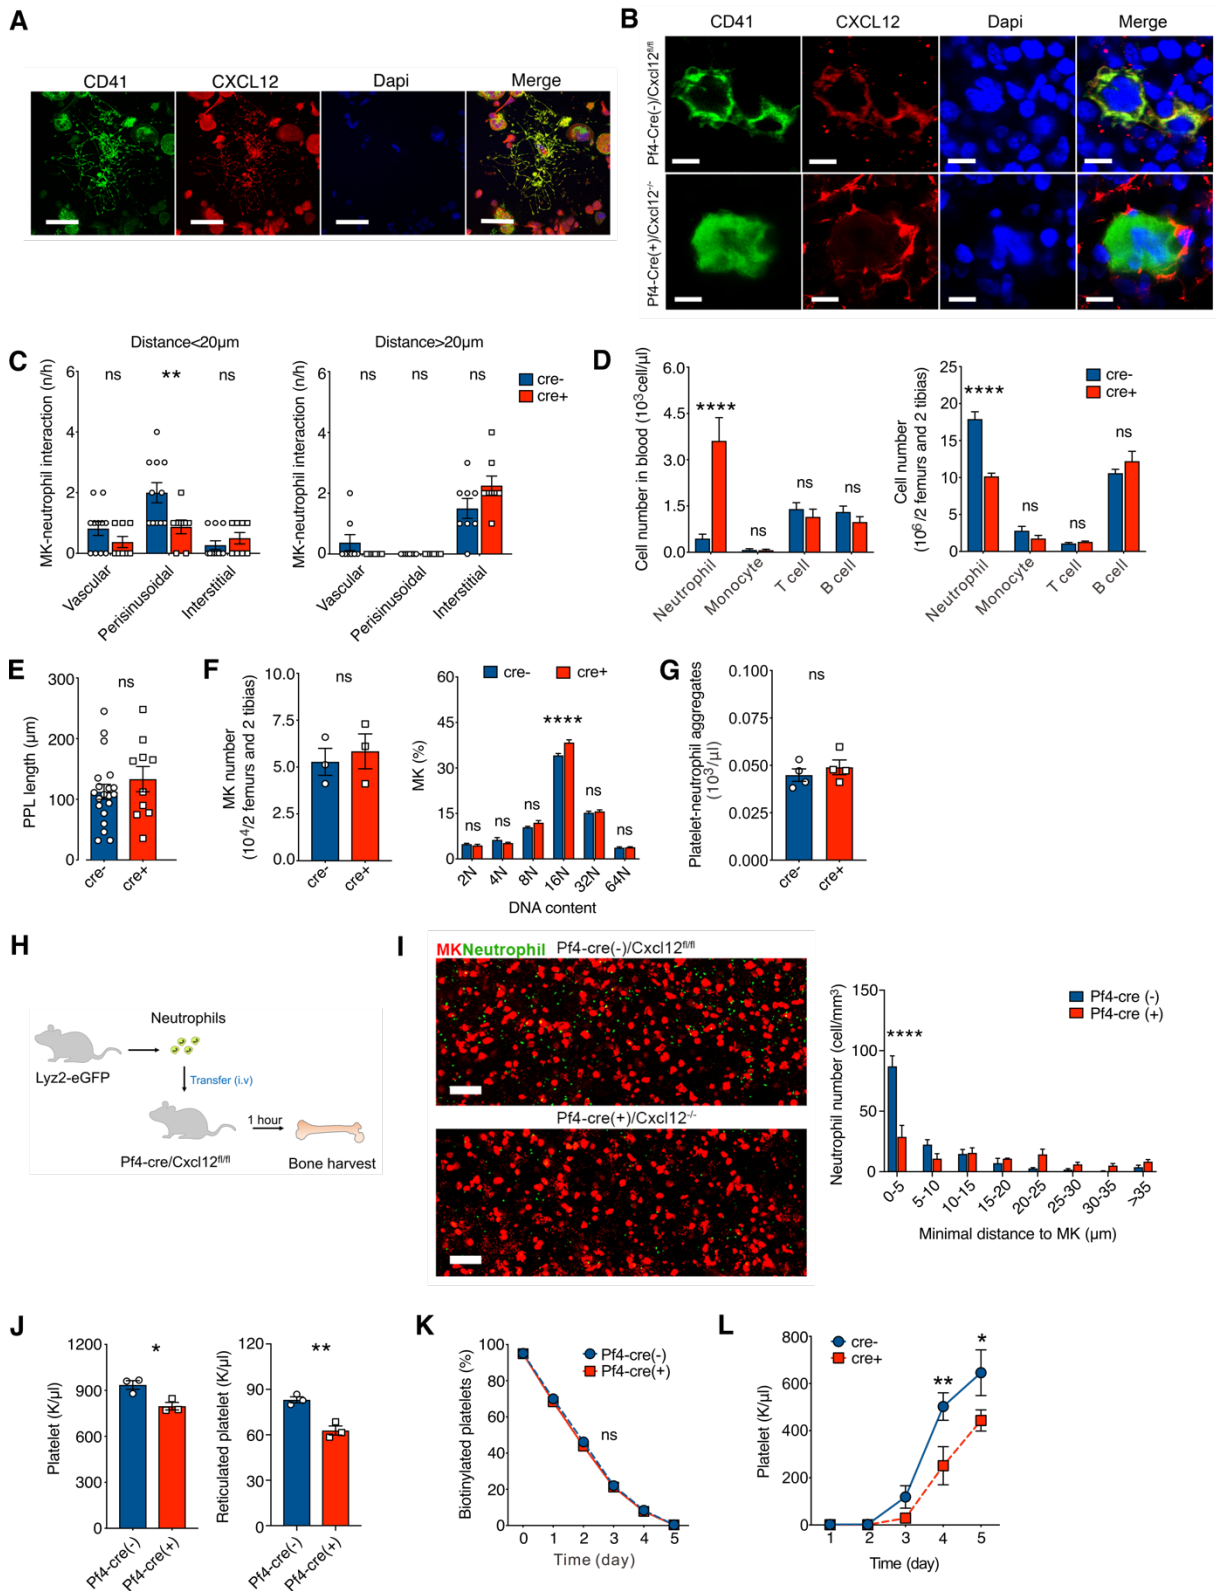 A
CD41
CXCL12
Dapi
Merge
B
CD41
CXCL12
Dapi
Merge
Pf4-Cre(-)/Cxcl12fl/fl
Pf4-Cre(+)/Cxcl12-/-
C
Distance<20µm
Distance>20µm
MK-neutrophil interaction (n/h)
6
4
2
0
ns
**
ns
Vascular
Perisinusoidal
Interstitial
MK-neutrophil interaction (n/h)
6
4
2
0
ns
ns
ns
Vascular
Perisinusoidal
Interstitial
cre-
cre+
D
Cell number in blood (10³cell/µl)
6.0
4.5
3.0
1.5
0.0
****
ns
ns
ns
Neutrophil
Monocyte
T cell
B cell
Cell number
(10⁶/2 femurs and 2 tibias)
25
20
15
10
5
0
****
ns
ns
ns
Neutrophil
Monocyte
T cell
B cell
cre-
cre+
E
PPL length (µm)
300
200
100
0
ns
cre-
cre+
F
MK number
(10⁴/2 femurs and 2 tibias)
10.0
7.5
5.0
2.5
0.0
ns
cre-
cre+
MK (%)
60
45
30
15
0
cre-
cre+
ns
ns
ns
****
ns
ns
2N
4N
8N
16N
32N
64N
DNA content
G
Platelet-neutrophil aggregates
(10³/µl)
0.100
0.075
0.050
0.025
0.000
ns
cre-
cre+
H
Neutrophils
Lyz2-eGFP
Transfer (i.v)
1 hour
Pf4-cre/Cxcl12fl/fl
Bone harvest
I
MKNeutrophil Pf4-cre(-)/Cxcl12fl/fl
Pf4-cre(+)/Cxcl12-/-
Neutrophil number (cell/mm³)
150
100
50
0
****
Pf4-cre (-)
Pf4-cre (+)
0-5
5-10
10-15
15-20
20-25
25-30
30-35
>35
Minimal distance to MK (µm)
J
Platelet (K/µl)
1200
900
600
300
0
*
Pf4-cre(-)
Pf4-cre(+)
Reticulated platelet (K/µl)
120
90
60
30
0
**
Pf4-cre(-)
Pf4-cre(+)
K
Biotinylated platelets (%)
100
80
60
40
20
0
Pf4-cre(-)
Pf4-cre(+)
ns
0
1
2
3
4
5
Time (day)
L
cre-
cre+
Platelet (K/µl)
800
600
400
200
0
**
*
1
2
3
4
5
Time (day)